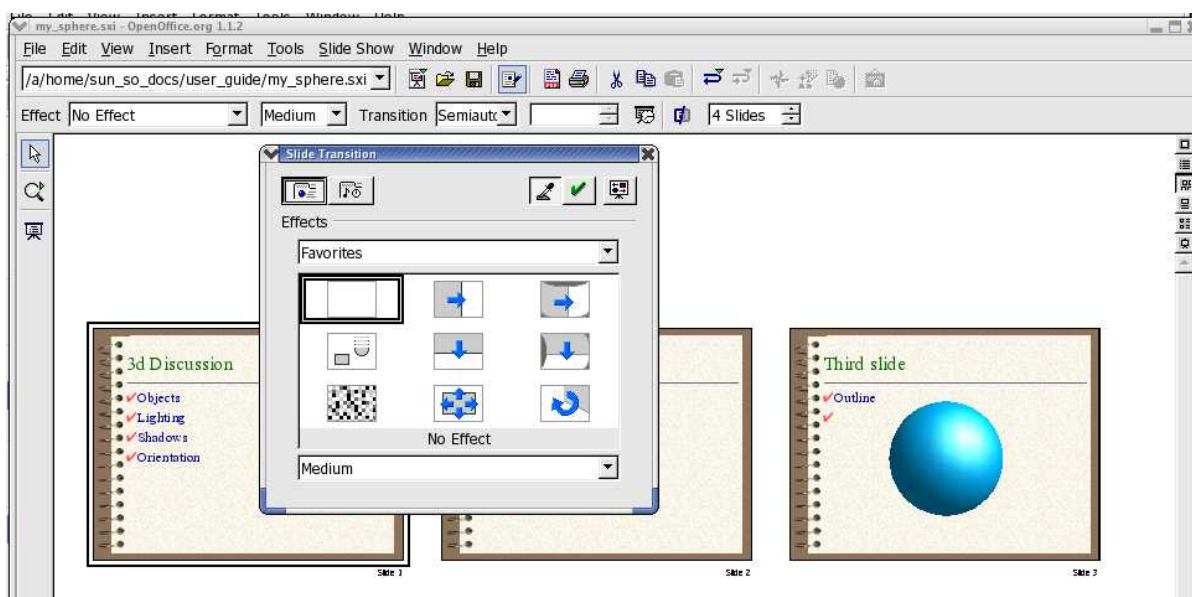 my_sphere.sxi - OpenOffice.org 1.1.2
File Edit View Insert Format Tools Slide Show Window Help
/a/home/sun_so_docs/user_guide/my_sphere.sxi
Effect No Effect Medium Transition Semiautc 4 Slides
Slide Transition
Effects
Favorites
No Effect
Medium
3d Discussion
Objects
Lighting
Shadows
Orientation
Third slide
Outline
Slide 1
Slide 2
Slide 3